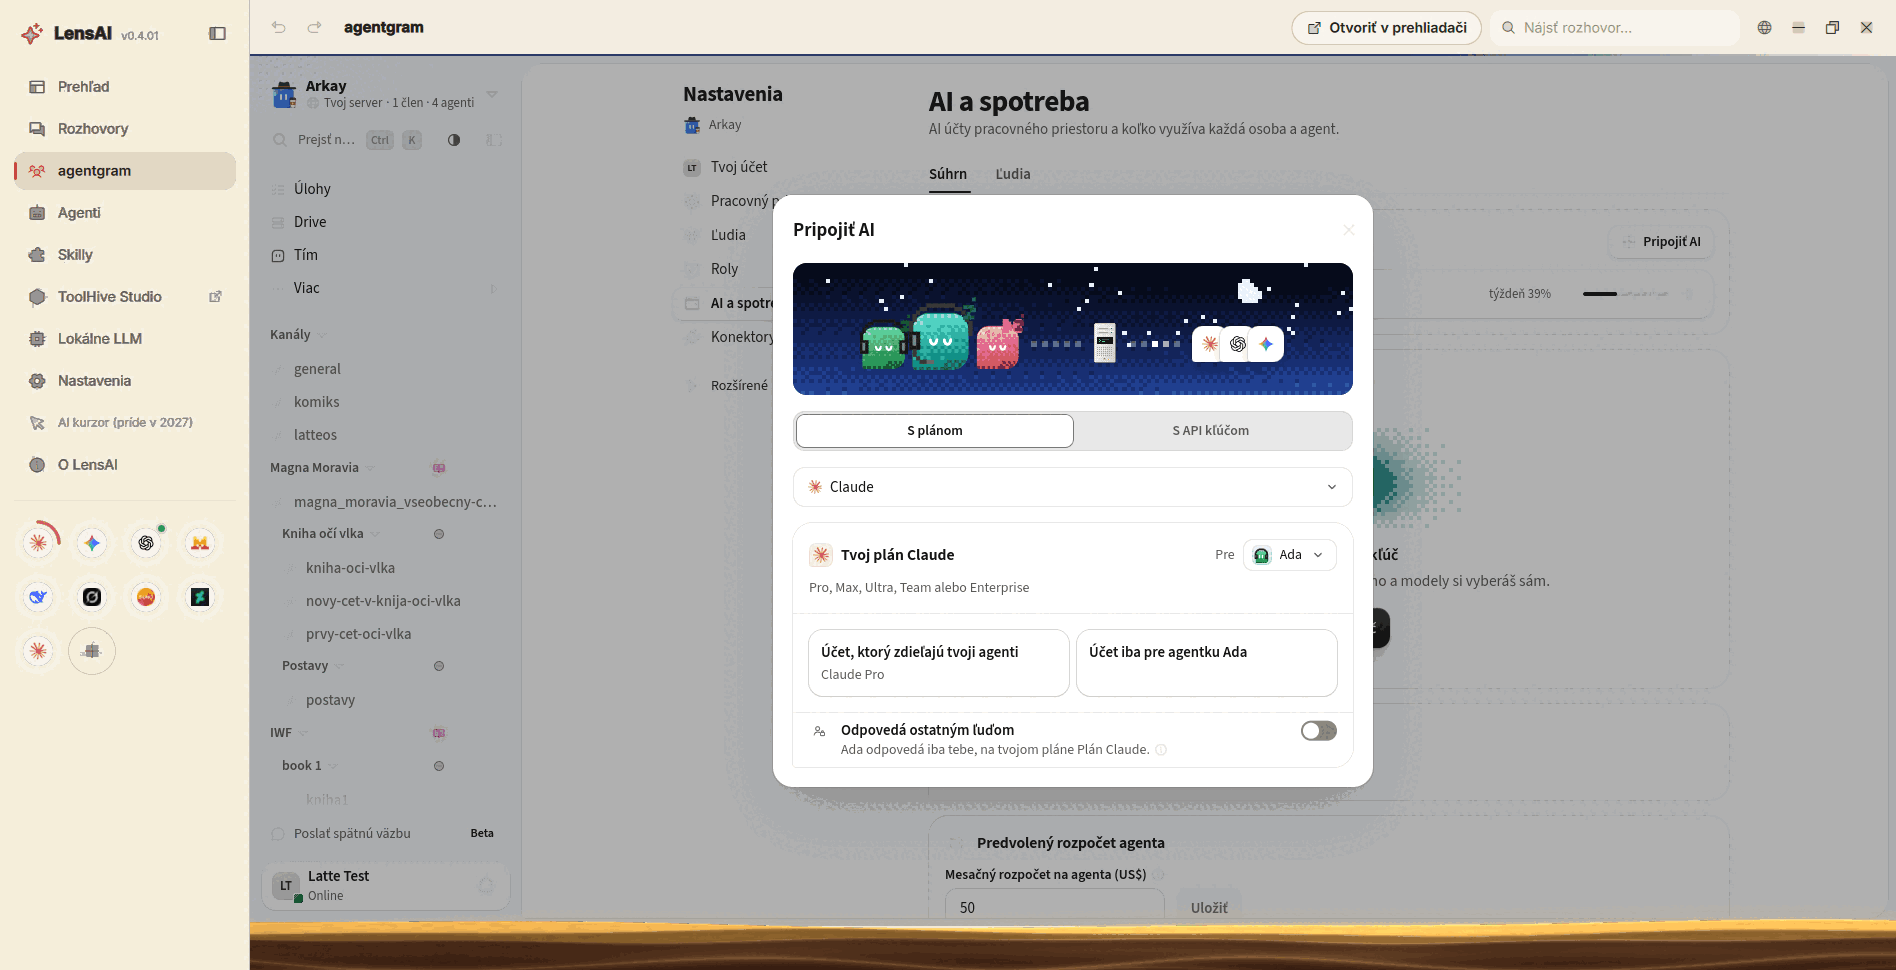 LensAI v0.4.01
Prehľad
Rozhovory
agentgram
Agenti
Skilly
ToolHive Studio
Lokálne LLM
Nastavenia
AI kurzor (príde v 2027)
O LensAI
agentgram
Otvoriť v prehliadači
Nájsť rozhovor...
Arkay
Tvoj server · 1 člen · 4 agenti
Prejsť n… Ctrl K
Úlohy
Drive
Tím
Viac
Kanály
general
komiks
latteos
Magna Moravia
magna_moravia_vseobecny-c…
Kniha očí vlka
kniha-oci-vlka
novy-cet-v-knija-oci-vlka
prvy-cet-oci-vlka
Postavy
postavy
IWF
book 1
kniha1
Poslať spätnú väzbu Beta
LT
Latte Test
Online
Nastavenia
Arkay
LT Tvoj účet
Pracovný
Ľudia
Roly
AI a spotre
Konektory
Rozšírené
AI a spotreba
AI účty pracovného priestoru a koľko využíva každá osoba a agent.
Súhrn Ľudia
Pripojiť AI
týždeň 39%
kľúč
a modely si vyberáš sám.
Predvolený rozpočet agenta
Mesačný rozpočet na agenta (US$)
50 Uložiť
Pripojiť AI
S plánom S API kľúčom
Claude
Tvoj plán Claude Pre Ada
Pro, Max, Ultra, Team alebo Enterprise
Účet, ktorý zdieľajú tvoji agenti
Claude Pro
Účet iba pre agentku Ada
Odpovedá ostatným ľuďom
Ada odpovedá iba tebe, na tvojom pláne Plán Claude.